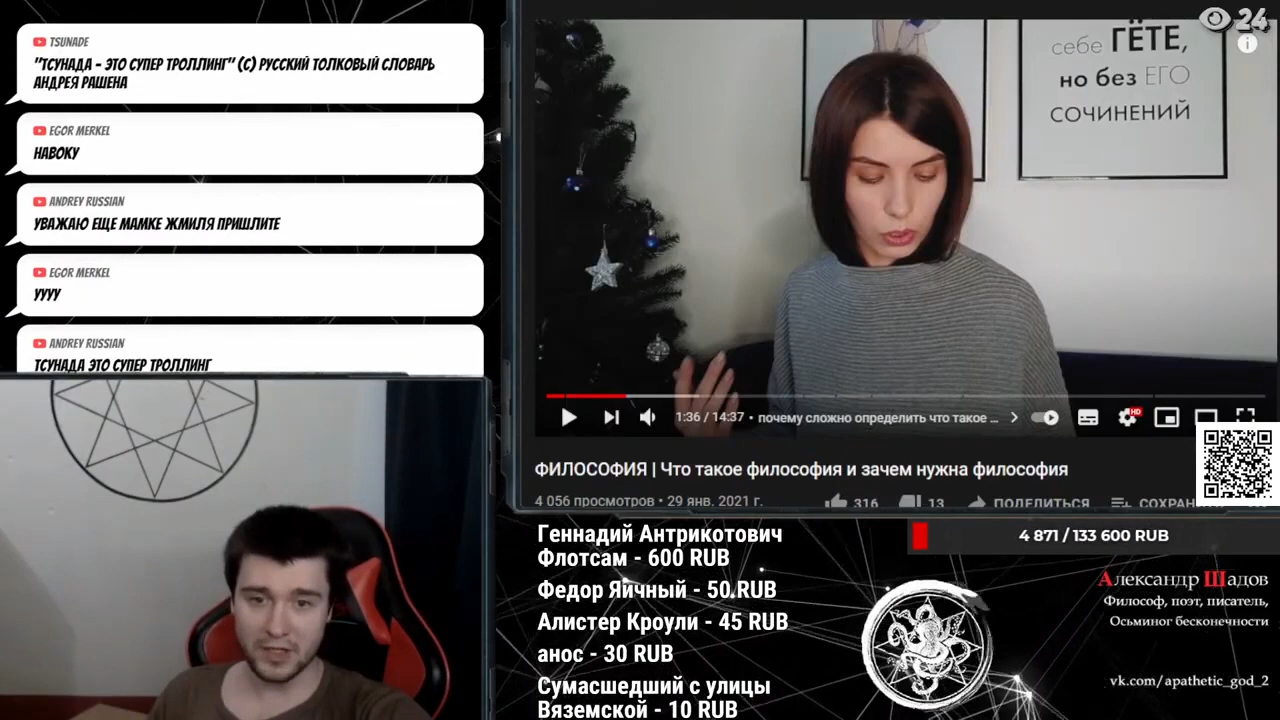 TSUNADE
"ТСУНАДА - ЭТО СУПЕР ТРОЛЛИНГ" (С) РУССКИЙ ТОЛКОВЫЙ СЛОВАРЬ
АНДРЕЯ РАШЕНА
EGOR MERKEL
НАВОКУ
ANDREY RUSSIAN
УВАЖАЮ ЕЩЕ МАМКЕ ЖМИЛЯ ПРИШЛИТЕ
EGOR MERKEL
УУУУ
ANDREY RUSSIAN
ТСУНАДА ЭТО СУПЕР ТРОЛЛИНГ
24
себе ГЁТЕ,
но без ЕГО
СОЧИНЕНИЙ
1:36 / 14:37 • почему сложно определить что такое ...
HD
ФИЛОСОФИЯ | Что такое философия и зачем нужна философия
4 056 просмотров • 29 янв. 2021 г.
316
13
ПОДЕЛИТЬСЯ
СОХРАН
Геннадий Антрикотович
Флотсам - 600 RUB
Федор Яичный - 50 RUB
Алистер Кроули - 45 RUB
анос - 30 RUB
Сумасшедший с улицы
Вяземской - 10 RUB
4 871 / 133 600 RUB
Александр Шадов
Философ, поэт, писатель,
Осьминог бесконечности
vk.com/apathetic_god_2